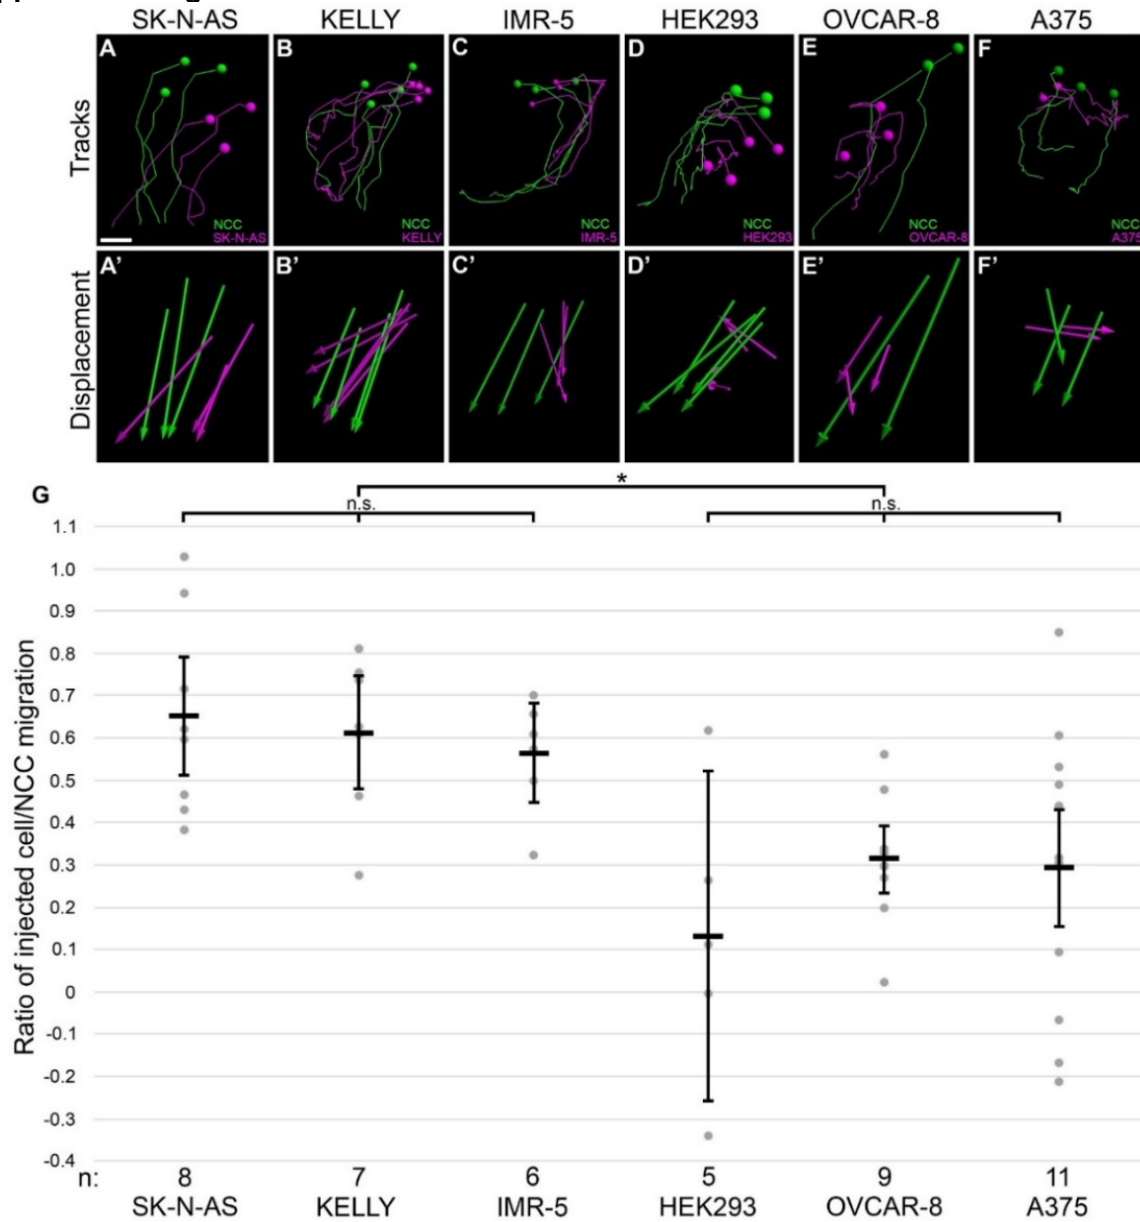 SK-N-AS KELLY IMR-5 HEK293 OVCAR-8 A375
Tracks
A B C D E F
NCC NCC NCC NCC NCC NCC
SK-N-AS KELLY IMR-5 HEK293 OVCAR-8 A375
Displacement
A' B' C' D' E' F'
G
*
n.s. n.s.
Ratio of injected cell/NCC migration
1.1
1.0
0.9
0.8
0.7
0.6
0.5
0.4
0.3
0.2
0.1
0
-0.1
-0.2
-0.3
-0.4
n: 8 7 6 5 9 11
SK-N-AS KELLY IMR-5 HEK293 OVCAR-8 A375